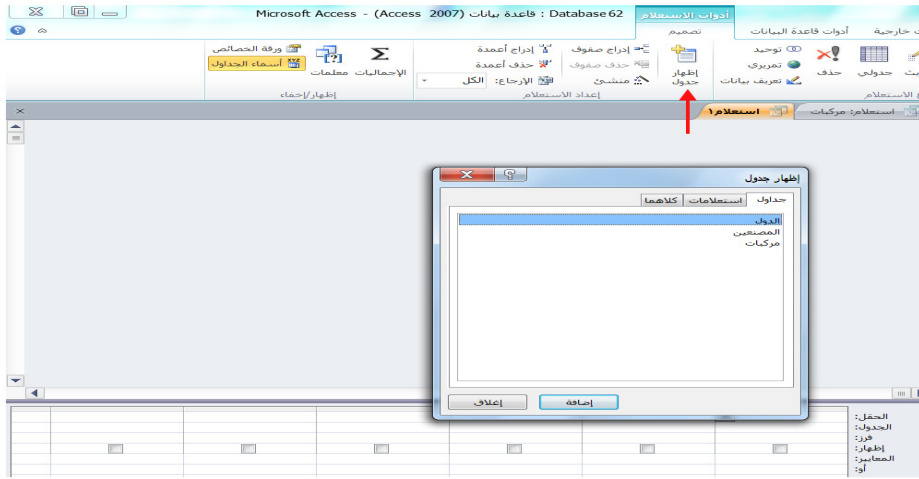 Microsoft Access - (Access 2007) قاعدة بيانات : Database62
أدوات الاستعلام
خارجية
أدوات قاعدة البيانات
تصميم
جدولي
حذف
توحيد
تمريري
تعريف بيانات
إظهار جدول
إدراج صفوف
حذف صفوف
منشئ
إدراج أعمدة
حذف أعمدة
الإرجاع: الكل
الإجماليات
معلمات
ورقة الخصائص
أسماء الجداول
الاستعلام
إعداد الاستعلام
إظهار/إخفاء
استعلام: مركبات
استعلام١
إظهار جدول
جداول
استعلامات
كلاهما
الدول
المصنعين
مركبات
إضافة
إغلاق
الحقل:
الجدول:
فرز:
إظهار:
المعايير:
أو: